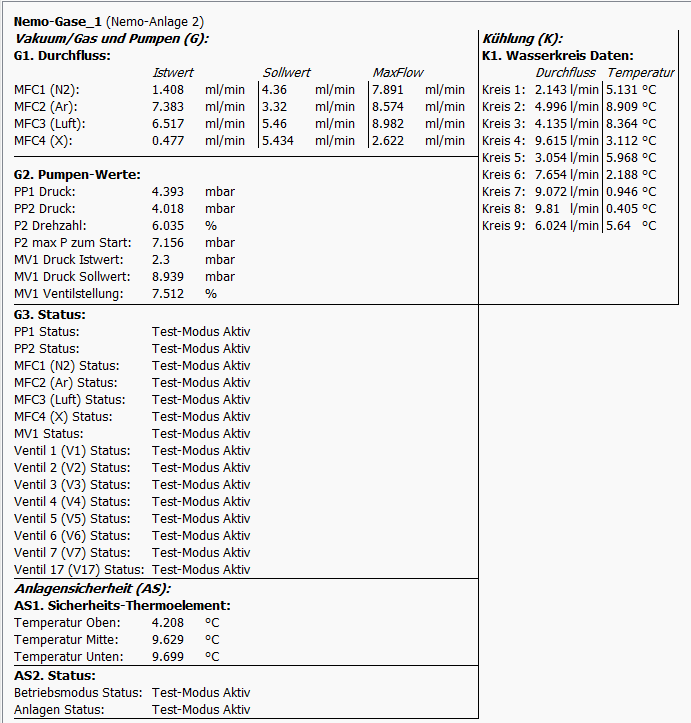 Nemo-Gase_1 (Nemo-Anlage 2)
Vakuum/Gas und Pumpen (G):
G1. Durchfluss:
Istwert Sollwert MaxFlow
MFC1 (N2): 1.408 ml/min 4.36 ml/min 7.891 ml/min
MFC2 (Ar): 7.383 ml/min 3.32 ml/min 8.574 ml/min
MFC3 (Luft): 6.517 ml/min 5.46 ml/min 8.982 ml/min
MFC4 (X): 0.477 ml/min 5.434 ml/min 2.622 ml/min
G2. Pumpen-Werte:
PP1 Druck: 4.393 mbar
PP2 Druck: 4.018 mbar
P2 Drehzahl: 6.035 %
P2 max P zum Start: 7.156 mbar
MV1 Druck Istwert: 2.3 mbar
MV1 Druck Sollwert: 8.939 mbar
MV1 Ventilstellung: 7.512 %
G3. Status:
PP1 Status: Test-Modus Aktiv
PP2 Status: Test-Modus Aktiv
MFC1 (N2) Status: Test-Modus Aktiv
MFC2 (Ar) Status: Test-Modus Aktiv
MFC3 (Luft) Status: Test-Modus Aktiv
MFC4 (X) Status: Test-Modus Aktiv
MV1 Status: Test-Modus Aktiv
Ventil 1 (V1) Status: Test-Modus Aktiv
Ventil 2 (V2) Status: Test-Modus Aktiv
Ventil 3 (V3) Status: Test-Modus Aktiv
Ventil 4 (V4) Status: Test-Modus Aktiv
Ventil 5 (V5) Status: Test-Modus Aktiv
Ventil 6 (V6) Status: Test-Modus Aktiv
Ventil 7 (V7) Status: Test-Modus Aktiv
Ventil 17 (V17) Status: Test-Modus Aktiv
Anlagensicherheit (AS):
AS1. Sicherheits-Thermoelement:
Temperatur Oben: 4.208 °C
Temperatur Mitte: 9.629 °C
Temperatur Unten: 9.699 °C
AS2. Status:
Betriebsmodus Status: Test-Modus Aktiv
Anlagen Status: Test-Modus Aktiv
Kühlung (K):
K1. Wasserkreis Daten:
Durchfluss Temperatur
Kreis 1: 2.143 l/min 5.131 °C
Kreis 2: 4.996 l/min 8.909 °C
Kreis 3: 4.135 l/min 8.364 °C
Kreis 4: 9.615 l/min 3.112 °C
Kreis 5: 3.054 l/min 5.968 °C
Kreis 6: 7.654 l/min 2.188 °C
Kreis 7: 9.072 l/min 0.946 °C
Kreis 8: 9.81 l/min 0.405 °C
Kreis 9: 6.024 l/min 5.64 °C